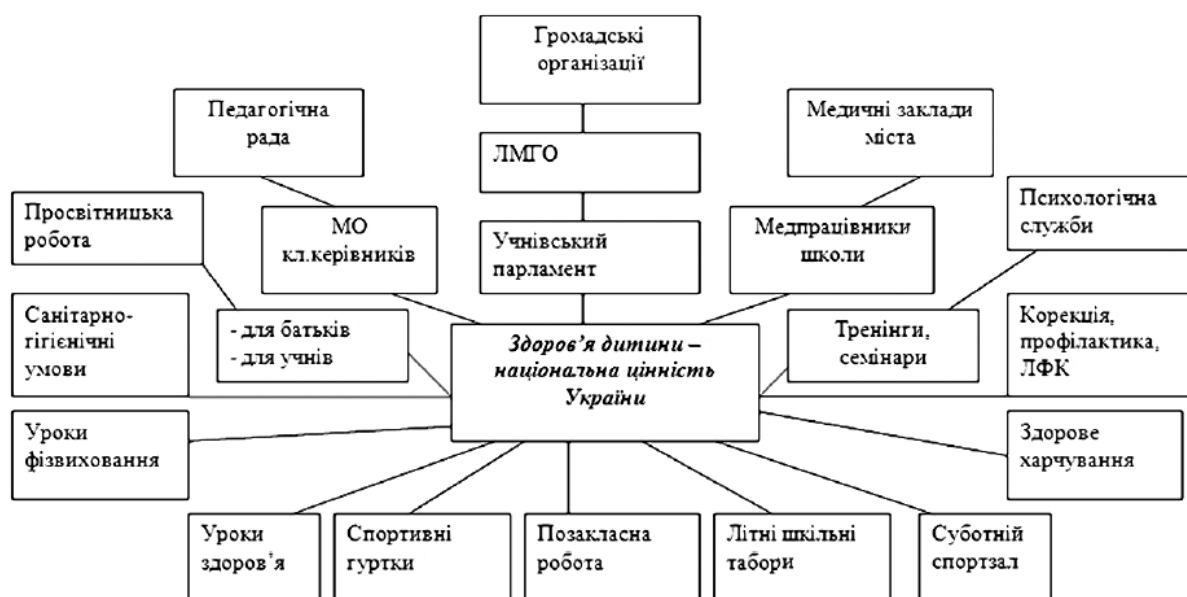 Громадські
організації
Педагогічна
рада
Медичні заклади
міста
ЛМГО
Просвітницька
робота
МО
кл.керівників
Учнівський
парламент
Медпрацівники
школи
Психологічна
служби
Санітарно-
гігієнічні
умови
- для батьків
- для учнів
Здоров’я дитини –
національна цінність
України
Тренінги,
семінари
Корекція,
профілактика,
ЛФК
Уроки
фізвиховання
Здорове
харчування
Уроки
здоров’я
Спортивні
гуртки
Позакласна
робота
Літні шкільні
табори
Суботній
спортзал